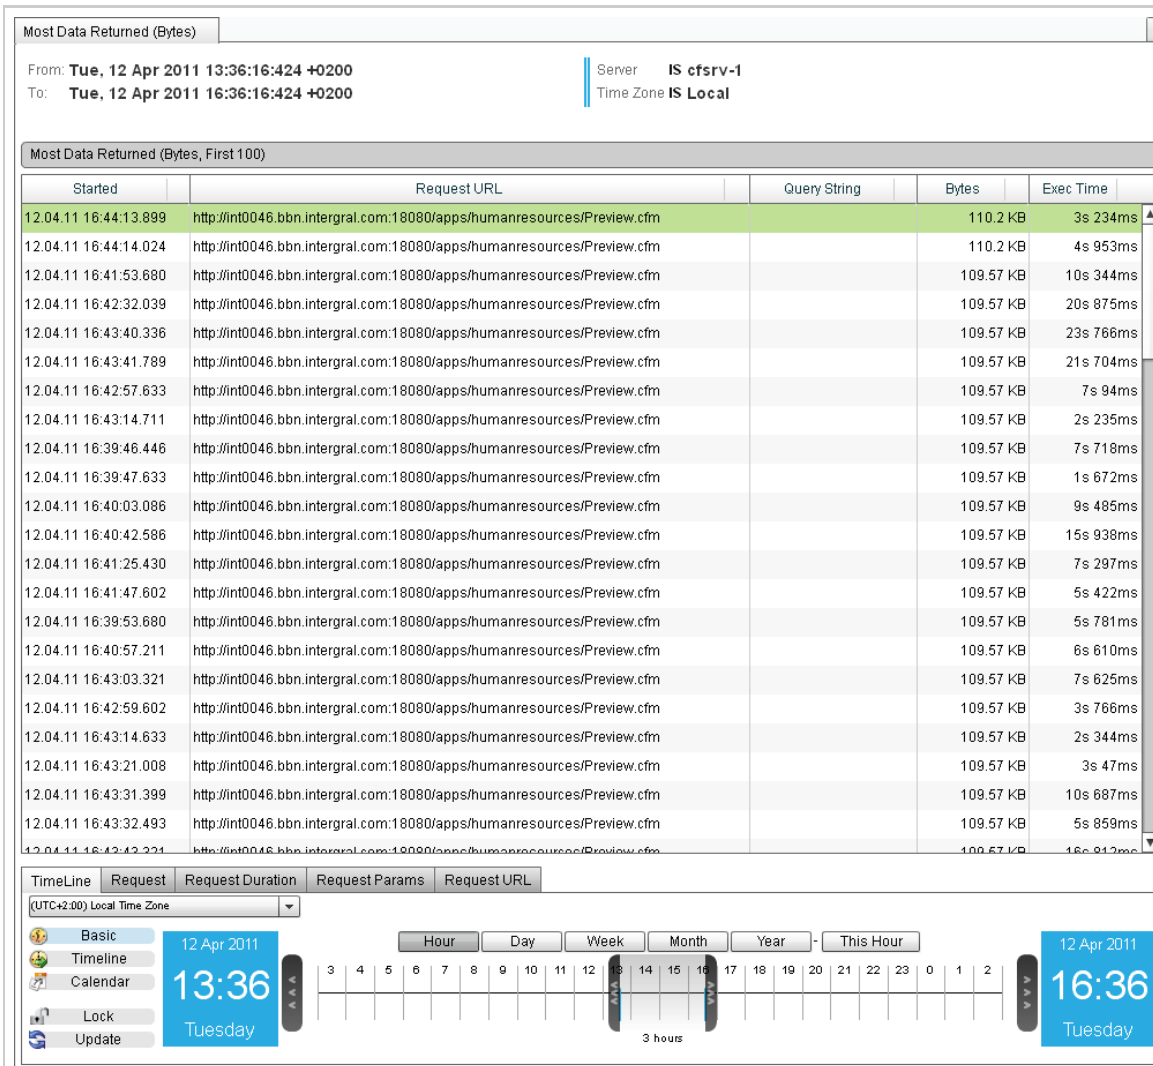 Most Data Returned (Bytes)
From: Tue, 12 Apr 2011 13:36:16:424 +0200
Server IS cfsrv-1
To: Tue, 12 Apr 2011 16:36:16:424 +0200
Time Zone IS Local
Most Data Returned (Bytes, First 100)
Started Request URL Query String Bytes Exec Time
12.04.11 16:44:13.899 http://int0046.bbn.intergral.com:18080/apps/humanresources/Preview.cfm 110.2 KB 3s 234ms
12.04.11 16:44:14.024 http://int0046.bbn.intergral.com:18080/apps/humanresources/Preview.cfm 110.2 KB 4s 953ms
12.04.11 16:41:53.680 http://int0046.bbn.intergral.com:18080/apps/humanresources/Preview.cfm 109.57 KB 10s 344ms
12.04.11 16:42:32.039 http://int0046.bbn.intergral.com:18080/apps/humanresources/Preview.cfm 109.57 KB 20s 875ms
12.04.11 16:43:40.336 http://int0046.bbn.intergral.com:18080/apps/humanresources/Preview.cfm 109.57 KB 23s 766ms
12.04.11 16:43:41.789 http://int0046.bbn.intergral.com:18080/apps/humanresources/Preview.cfm 109.57 KB 21s 704ms
12.04.11 16:42:57.633 http://int0046.bbn.intergral.com:18080/apps/humanresources/Preview.cfm 109.57 KB 7s 94ms
12.04.11 16:43:14.711 http://int0046.bbn.intergral.com:18080/apps/humanresources/Preview.cfm 109.57 KB 2s 235ms
12.04.11 16:39:46.446 http://int0046.bbn.intergral.com:18080/apps/humanresources/Preview.cfm 109.57 KB 7s 718ms
12.04.11 16:39:47.633 http://int0046.bbn.intergral.com:18080/apps/humanresources/Preview.cfm 109.57 KB 1s 672ms
12.04.11 16:40:03.086 http://int0046.bbn.intergral.com:18080/apps/humanresources/Preview.cfm 109.57 KB 9s 485ms
12.04.11 16:40:42.586 http://int0046.bbn.intergral.com:18080/apps/humanresources/Preview.cfm 109.57 KB 15s 938ms
12.04.11 16:41:25.430 http://int0046.bbn.intergral.com:18080/apps/humanresources/Preview.cfm 109.57 KB 7s 297ms
12.04.11 16:41:47.602 http://int0046.bbn.intergral.com:18080/apps/humanresources/Preview.cfm 109.57 KB 5s 422ms
12.04.11 16:39:53.680 http://int0046.bbn.intergral.com:18080/apps/humanresources/Preview.cfm 109.57 KB 5s 781ms
12.04.11 16:40:57.211 http://int0046.bbn.intergral.com:18080/apps/humanresources/Preview.cfm 109.57 KB 6s 610ms
12.04.11 16:43:03.321 http://int0046.bbn.intergral.com:18080/apps/humanresources/Preview.cfm 109.57 KB 7s 625ms
12.04.11 16:42:59.602 http://int0046.bbn.intergral.com:18080/apps/humanresources/Preview.cfm 109.57 KB 3s 766ms
12.04.11 16:43:14.633 http://int0046.bbn.intergral.com:18080/apps/humanresources/Preview.cfm 109.57 KB 2s 344ms
12.04.11 16:43:21.008 http://int0046.bbn.intergral.com:18080/apps/humanresources/Preview.cfm 109.57 KB 3s 47ms
12.04.11 16:43:31.399 http://int0046.bbn.intergral.com:18080/apps/humanresources/Preview.cfm 109.57 KB 10s 687ms
12.04.11 16:43:32.493 http://int0046.bbn.intergral.com:18080/apps/humanresources/Preview.cfm 109.57 KB 5s 859ms
12.04.11 16:43:43.321 http://int0046.bbn.intergral.com:18080/apps/humanresources/Preview.cfm 109.57 KB 16s 812ms
TimeLine Request Request Duration Request Params Request URL
(UTC+2:00) Local Time Zone
Basic
Timeline
Calendar
Lock
Update
12 Apr 2011
13:36
Tuesday
Hour Day Week Month Year - This Hour
3 4 5 6 7 8 9 10 11 12 13 14 15 16 17 18 19 20 21 22 23 0 1 2
3 hours
12 Apr 2011
16:36
Tuesday